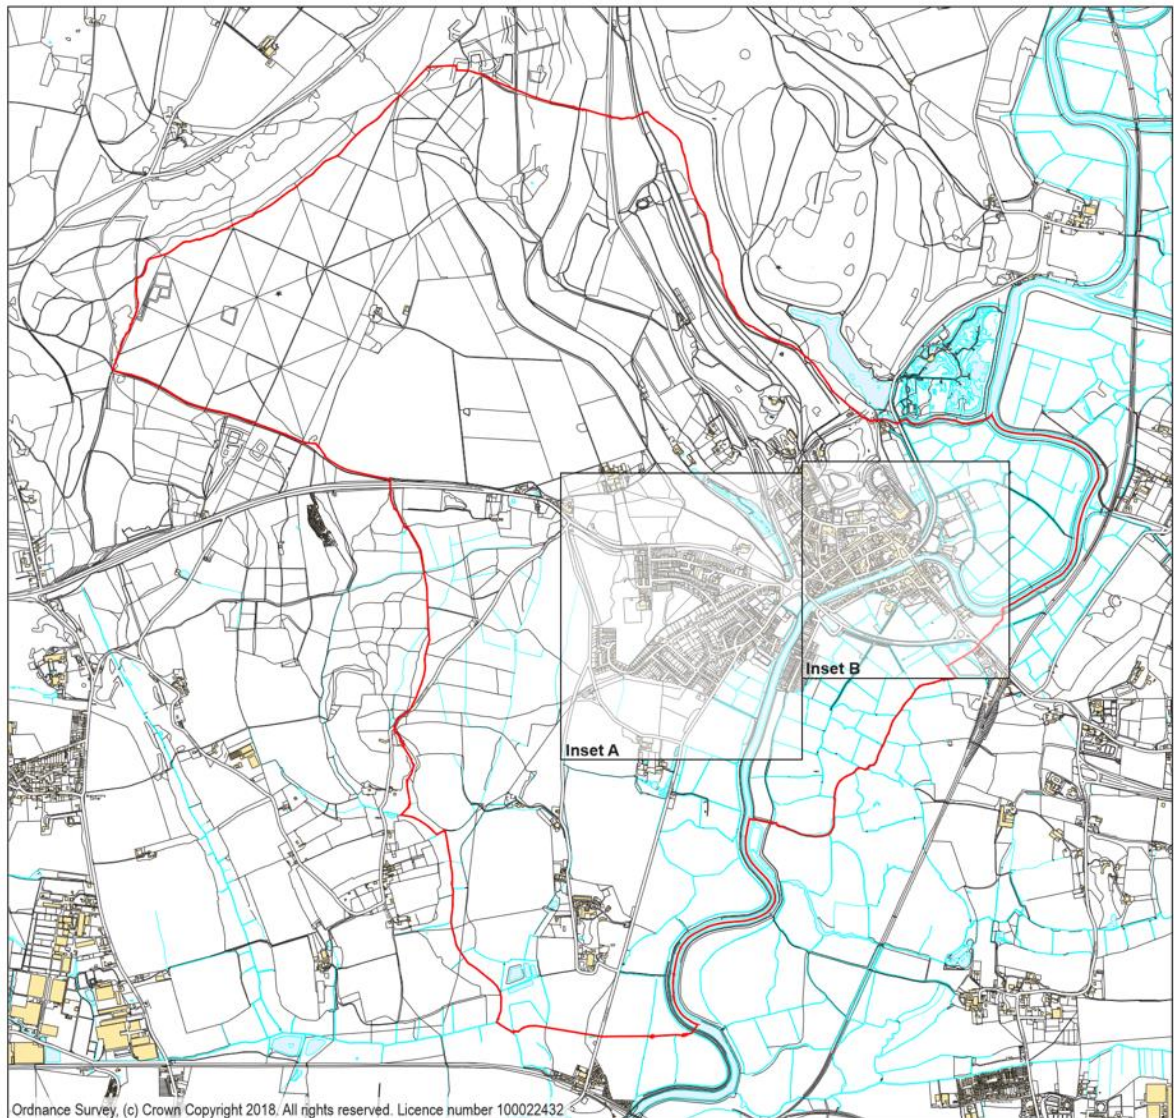 Inset B
Inset A
Ordnance Survey, (c) Crown Copyright 2018. All rights reserved. Licence number 100022432